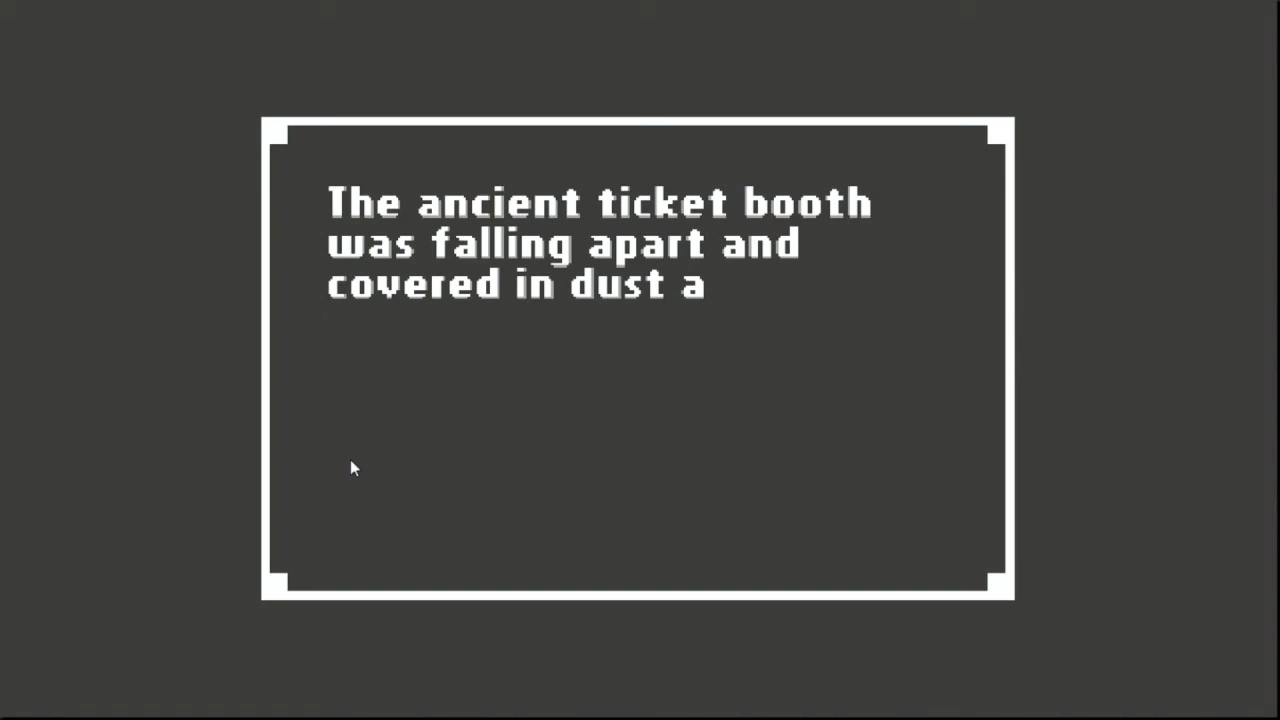 The ancient ticket booth
was falling apart and
covered in dust a